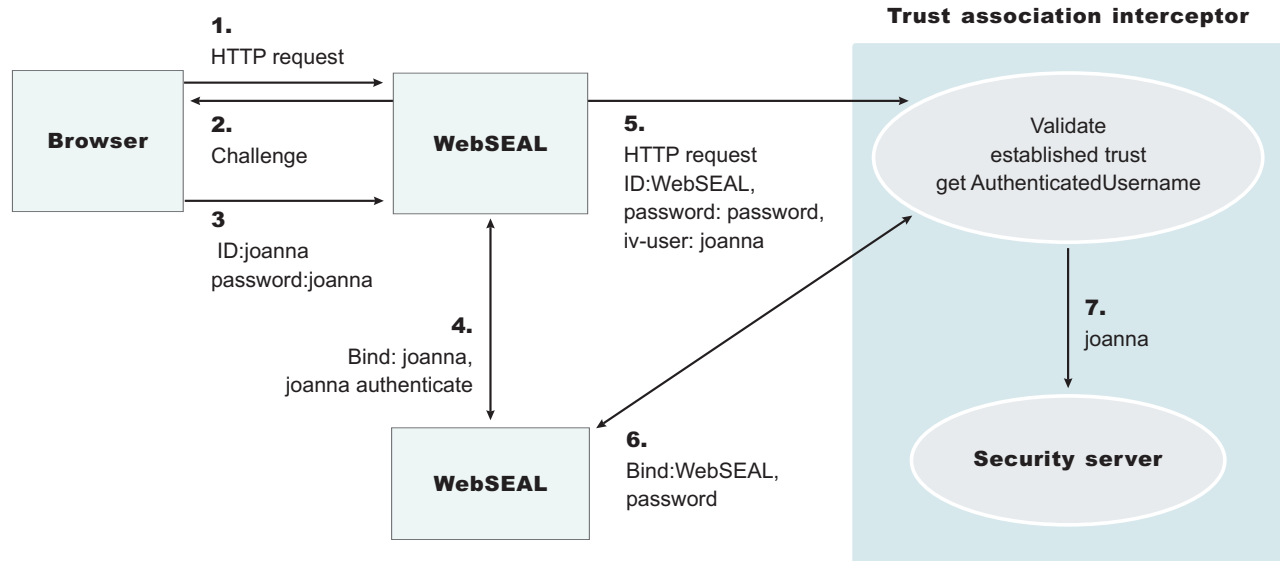 Trust association interceptor
1.
HTTP request
Browser
2.
Challenge
3
ID:joanna
password:joanna
WebSEAL
4.
Bind: joanna,
joanna authenticate
WebSEAL
5.
HTTP request
ID:WebSEAL,
password: password,
iv-user: joanna
6.
Bind:WebSEAL,
password
Validate
established trust
get AuthenticatedUsername
7.
joanna
Security server